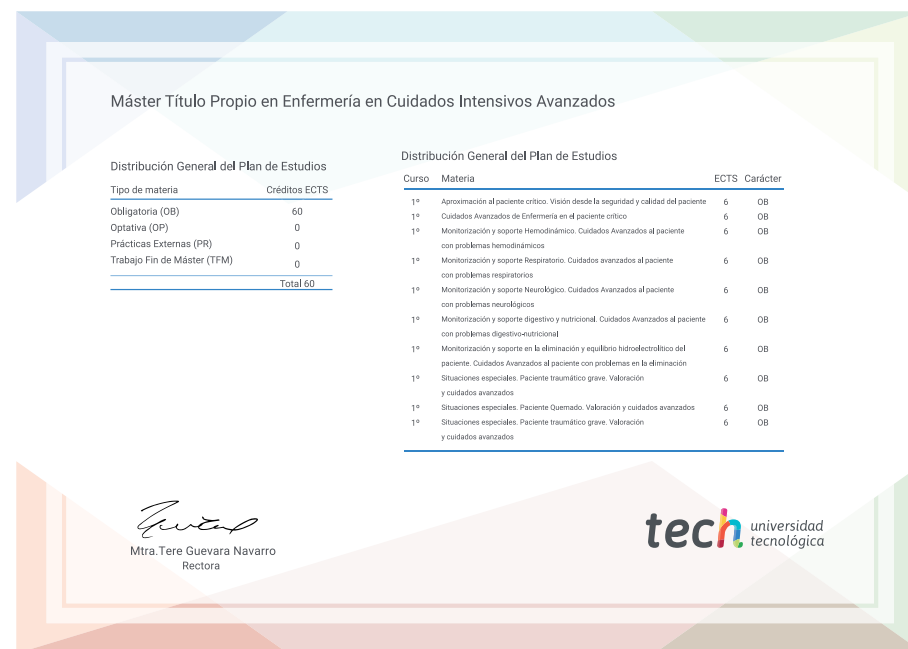 Máster Título Propio en Enfermería en Cuidados Intensivos Avanzados
Distribución General del Plan de Estudios
Tipo de materia Créditos ECTS
Obligatoria (OB) 60
Optativa (OP) 0
Prácticas Externas (PR) 0
Trabajo Fin de Máster (TFM) 0
Total 60
Distribución General del Plan de Estudios
Curso Materia ECTS Carácter
1º Aproximación al paciente crítico. Visión desde la seguridad y calidad del paciente 6 OB
1º Cuidados Avanzados de Enfermería en el paciente crítico 6 OB
1º Monitorización y soporte Hemodinámico. Cuidados Avanzados al paciente 6 OB
con problemas hemodinámicos
1º Monitorización y soporte Respiratorio. Cuidados avanzados al paciente 6 OB
con problemas respiratorios
1º Monitorización y soporte Neurológico. Cuidados Avanzados al paciente 6 OB
con problemas neurológicos
1º Monitorización y soporte digestivo y nutricional. Cuidados Avanzados al paciente 6 OB
con problemas digestivo-nutricional
1º Monitorización y soporte en la eliminación y equilibrio hidroelectrolítico del 6 OB
paciente. Cuidados Avanzados al paciente con problemas en la eliminación
1º Situaciones especiales. Paciente traumático grave. Valoración 6 OB
y cuidados avanzados
1º Situaciones especiales. Paciente Quemado. Valoración y cuidados avanzados 6 OB
1º Situaciones especiales. Paciente traumático grave. Valoración 6 OB
y cuidados avanzados
Mtra.Tere Guevara Navarro
Rectora
tech universidad
tecnológica